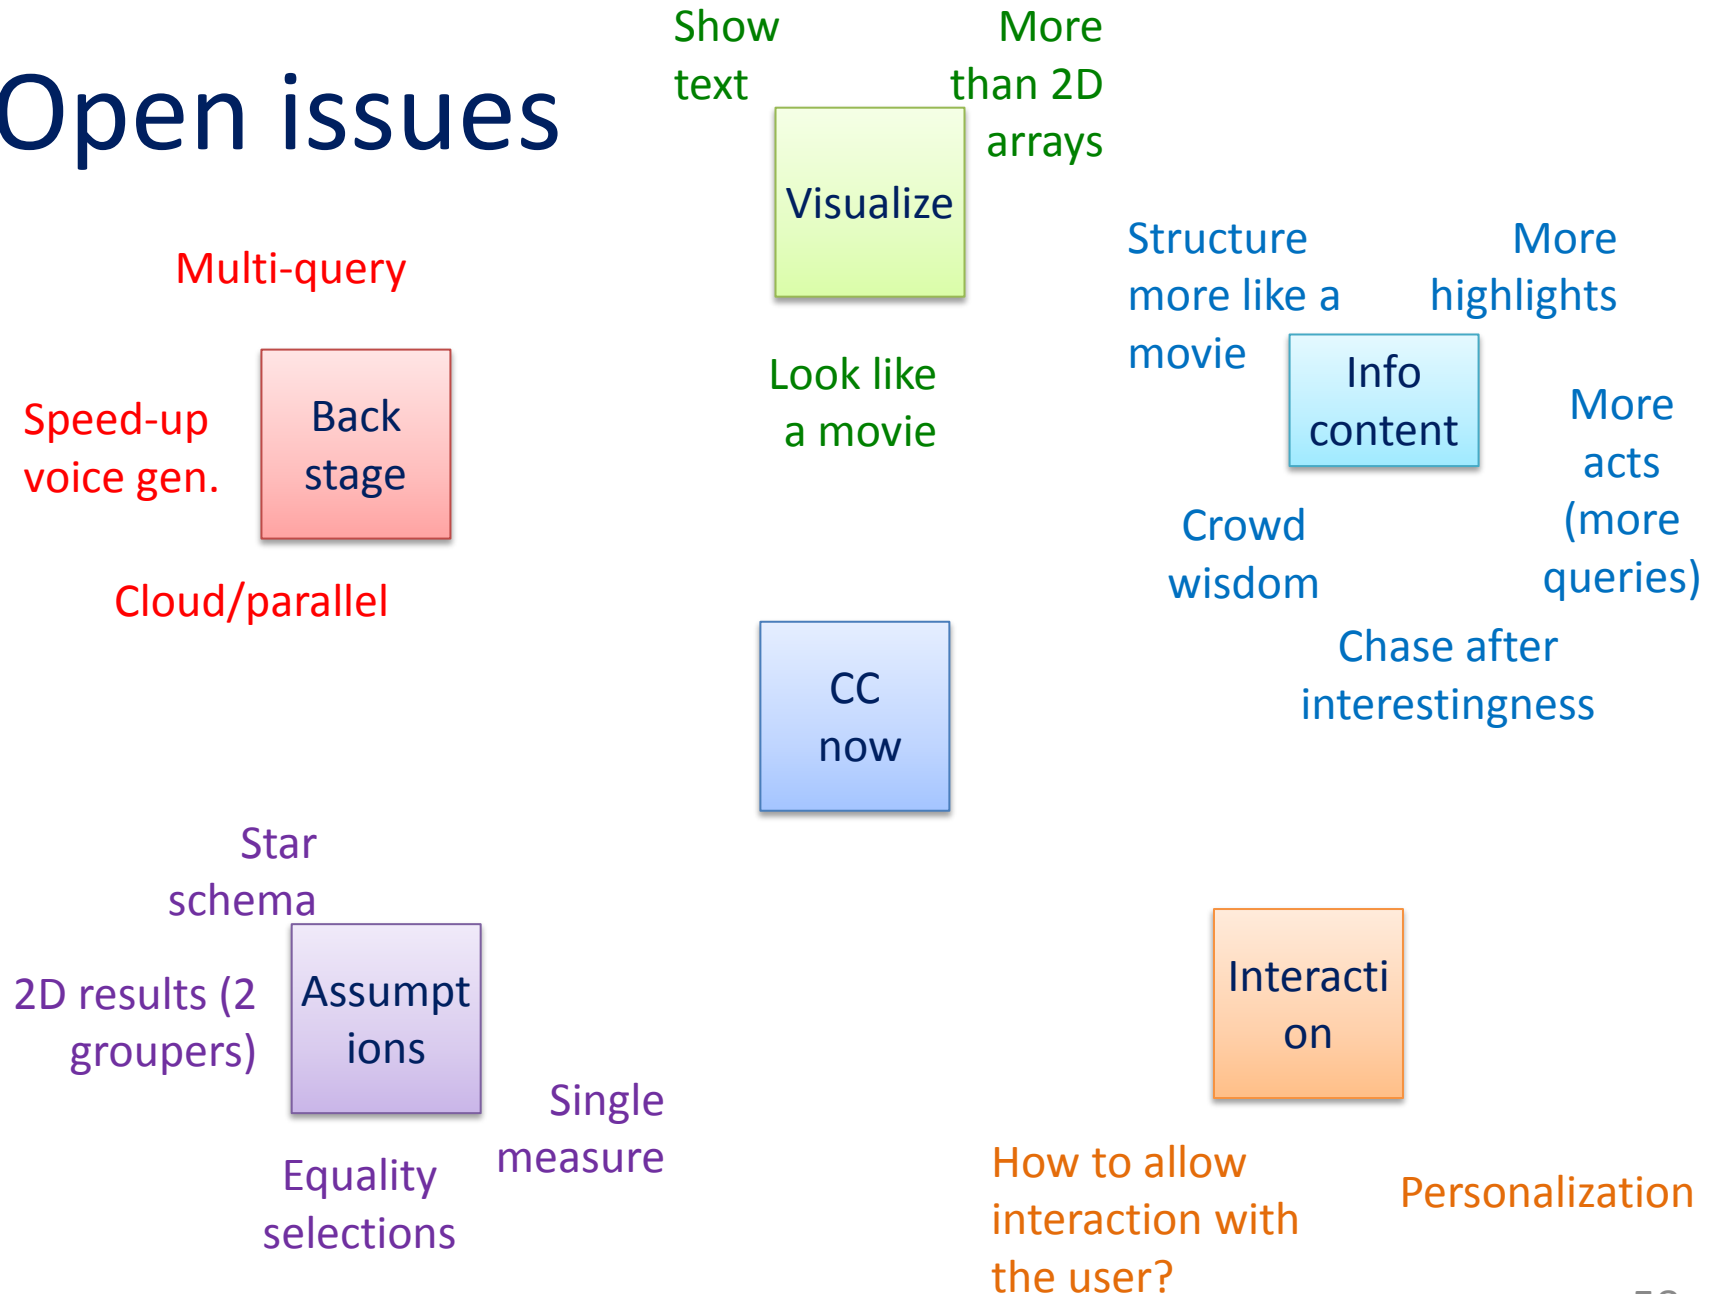 Open issues
Show
text
More
than 2D
arrays
Visualize
Look like
a movie
Multi-query
Speed-up
voice gen.
Back
stage
Cloud/parallel
Structure
more like a
movie
More
highlights
Info
content
More
acts
(more
queries)
Crowd
wisdom
Chase after
interestingness
CC
now
Star
schema
2D results (2
groupers)
Assumpt
ions
Single
measure
Equality
selections
Interacti
on
How to allow
interaction with
the user?
Personalization